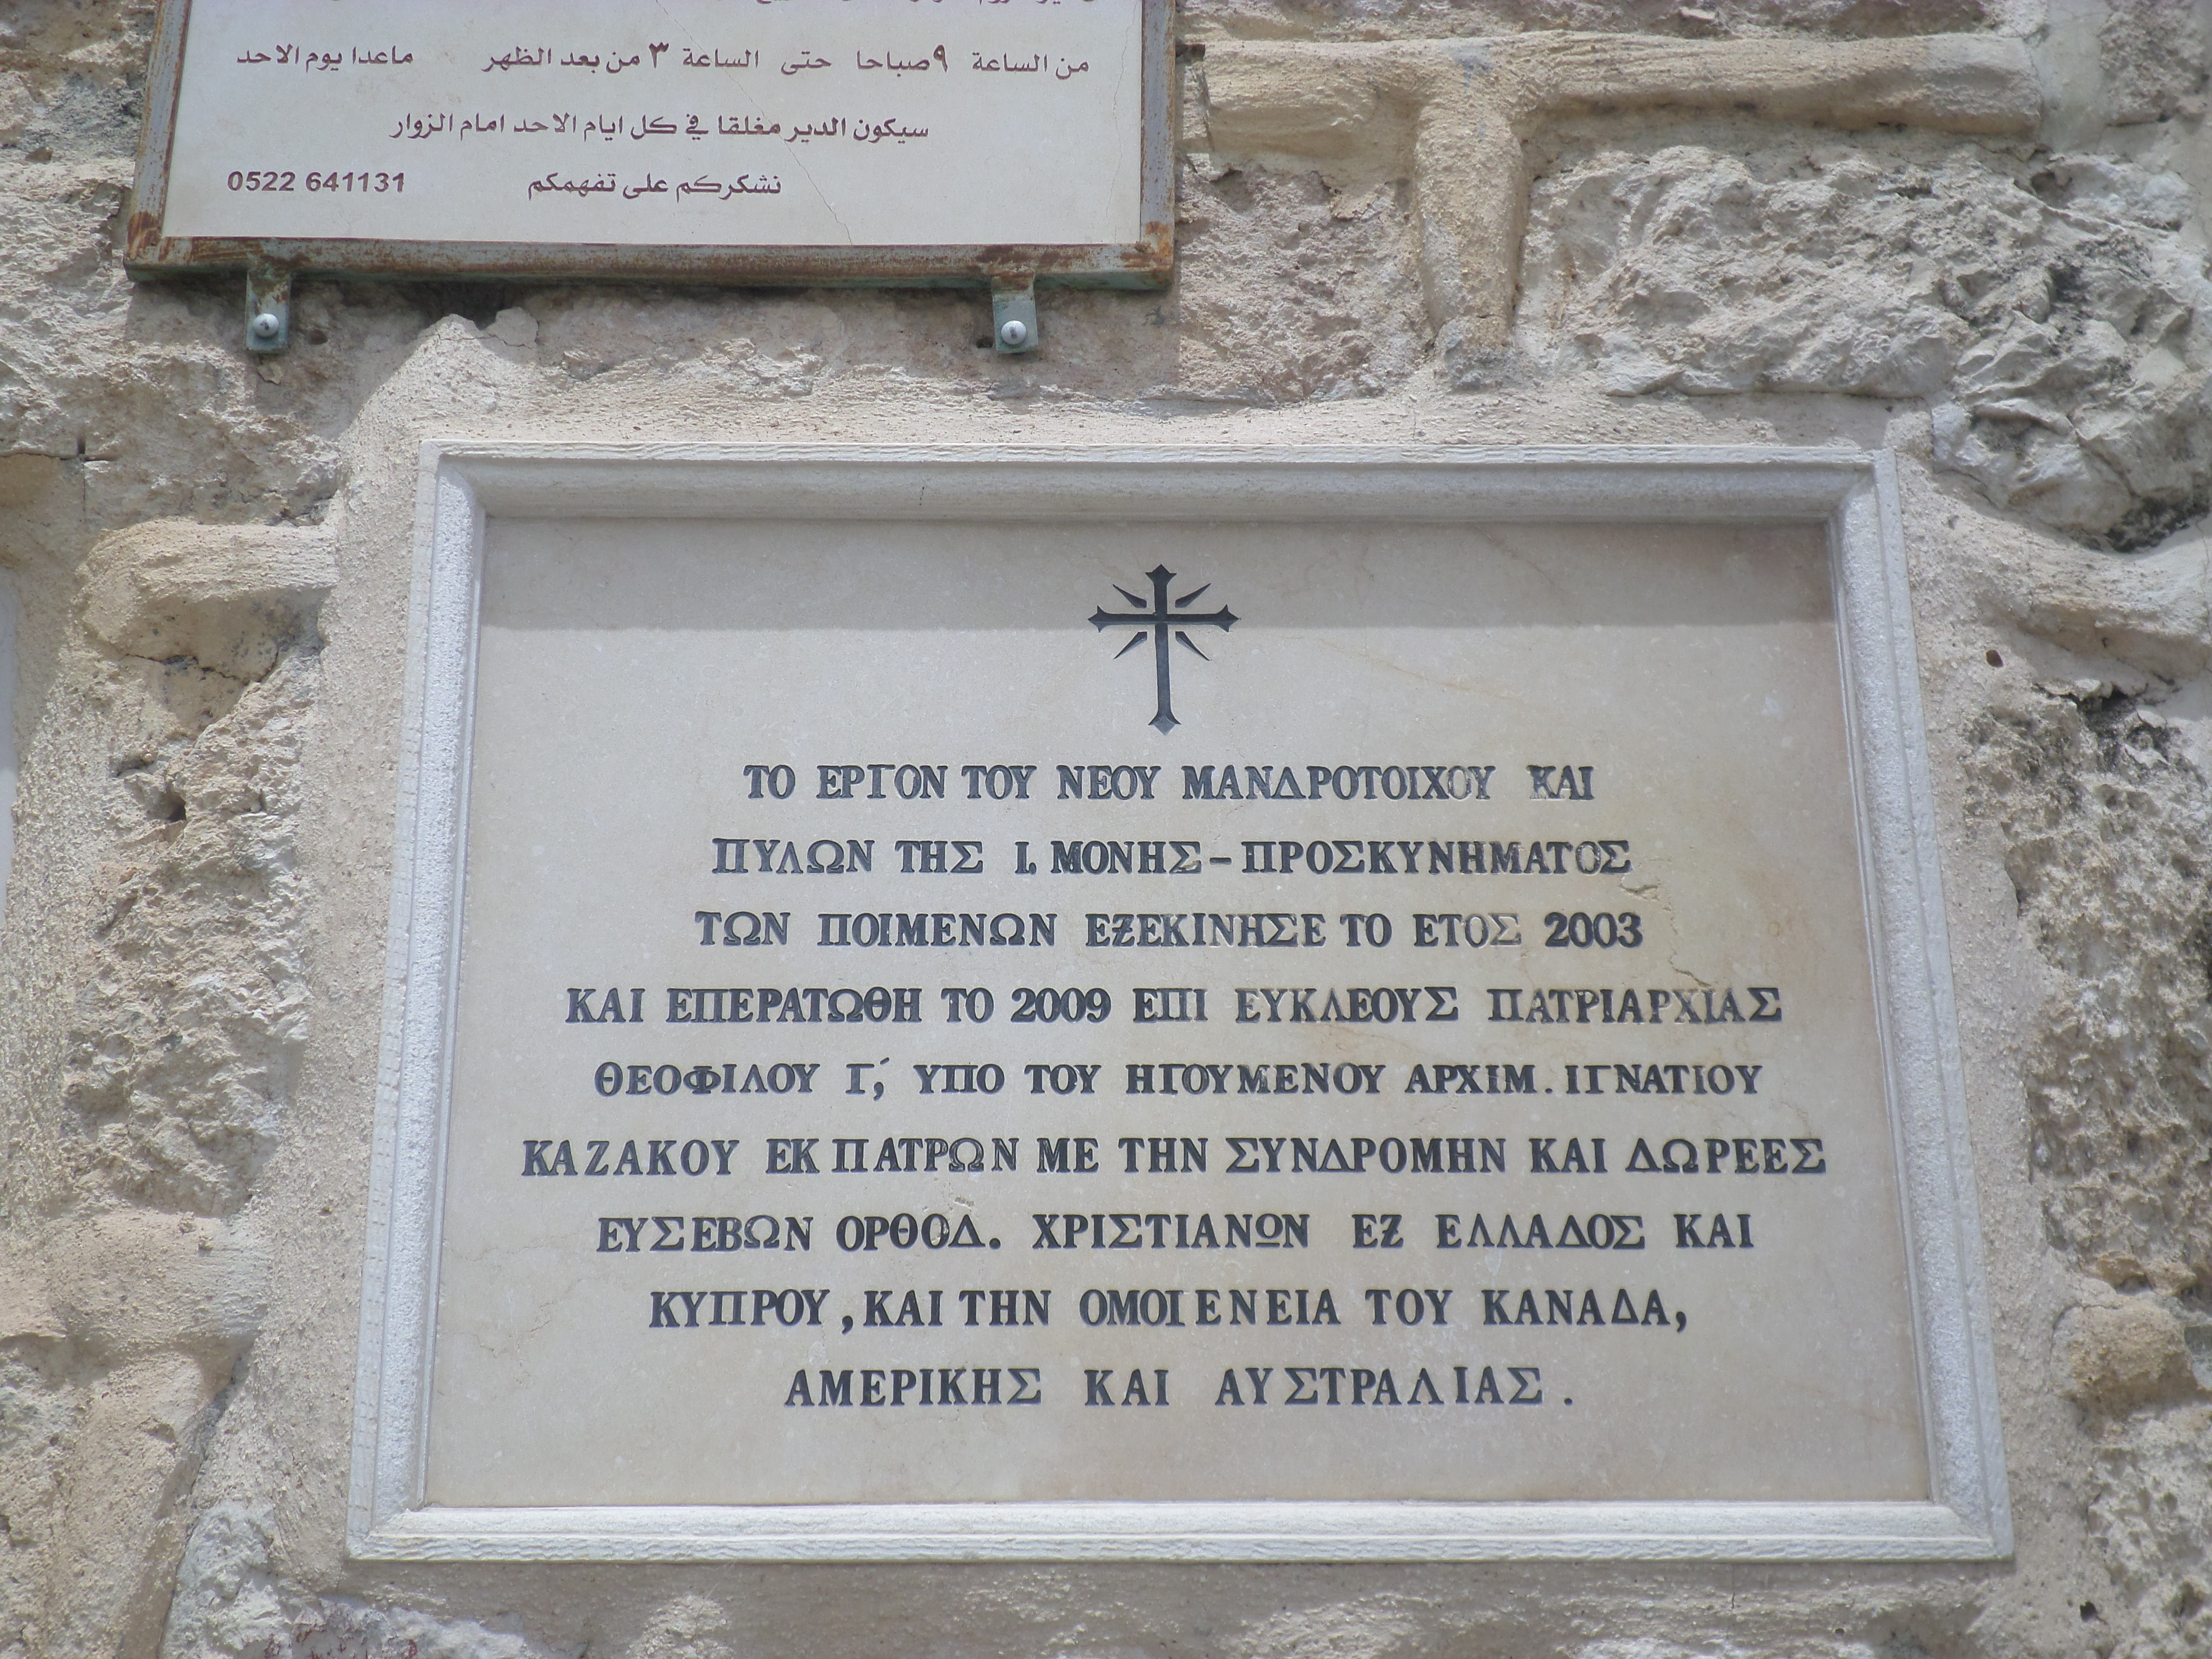 من الساعة ٩ صباحا حتى الساعة ٣ من بعد الظهر ماعدا يوم الاحد
سيكون الدير مغلقا في كل ايام الاحد امام الزوار
نشكركم على تفهمكم 0522 641131
ΤΟ ΕΡΓΟΝ ΤΟΥ ΝΕΟΥ ΜΑΝΔΡΟΤΟΙΧΟΥ ΚΑΙ
ΠΥΛΩΝ ΤΗΣ Ι. ΜΟΝΗΣ - ΠΡΟΣΚΥΝΗΜΑΤΟΣ
ΤΩΝ ΠΟΙΜΕΝΩΝ ΕΞΕΚΙΝΗΣΕ ΤΟ ΕΤΟΣ 2003
ΚΑΙ ΕΠΕΡΑΤΩΘΗ ΤΟ 2009 ΕΠΙ ΕΥΚΛΕΟΥΣ ΠΑΤΡΙΑΡΧΙΑΣ
ΘΕΟΦΙΛΟΥ Γ΄, ΥΠΟ ΤΟΥ ΗΓΟΥΜΕΝΟΥ ΑΡΧΙΜ. ΙΓΝΑΤΙΟΥ
ΚΑΖΑΚΟΥ ΕΚ ΠΑΤΡΩΝ ΜΕ ΤΗΝ ΣΥΝΔΡΟΜΗΝ ΚΑΙ ΔΩΡΕΕΣ
ΕΥΣΕΒΩΝ ΟΡΘΟΔ. ΧΡΙΣΤΙΑΝΩΝ ΕΞ ΕΛΛΑΔΟΣ ΚΑΙ
ΚΥΠΡΟΥ, ΚΑΙ ΤΗΝ ΟΜΟΓΕΝΕΙΑ ΤΟΥ ΚΑΝΑΔΑ,
ΑΜΕΡΙΚΗΣ ΚΑΙ ΑΥΣΤΡΑΛΙΑΣ.